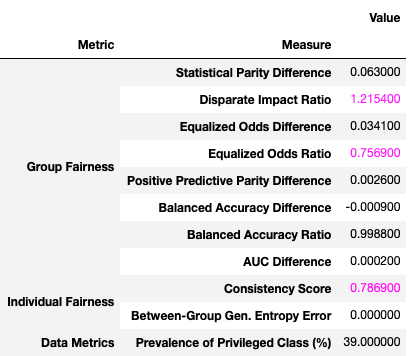 Value
Metric Measure
Statistical Parity Difference 0.063000
Disparate Impact Ratio 1.215400
Equalized Odds Difference 0.034100
Equalized Odds Ratio 0.756900
Group Fairness
Positive Predictive Parity Difference 0.002600
Balanced Accuracy Difference -0.000900
Balanced Accuracy Ratio 0.998800
AUC Difference 0.000200
Consistency Score 0.786900
Individual Fairness
Between-Group Gen. Entropy Error 0.000000
Data Metrics Prevalence of Privileged Class (%) 39.000000